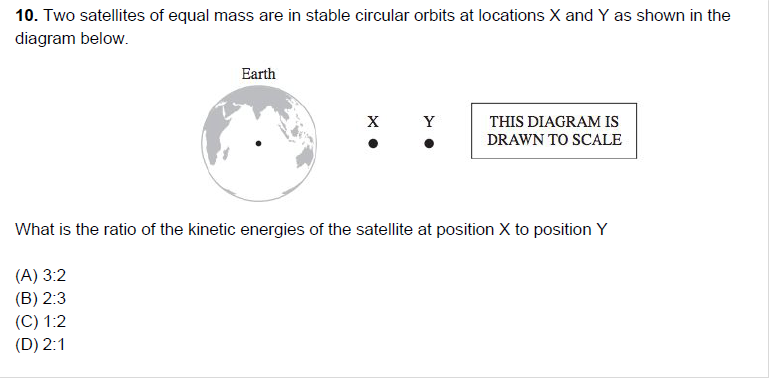 10. Two satellites of equal mass are in stable circular orbits at locations X and Y as shown in the
diagram below.
Earth
X Y
THIS DIAGRAM IS
DRAWN TO SCALE
What is the ratio of the kinetic energies of the satellite at position X to position Y
(A) 3:2
(B) 2:3
(C) 1:2
(D) 2:1